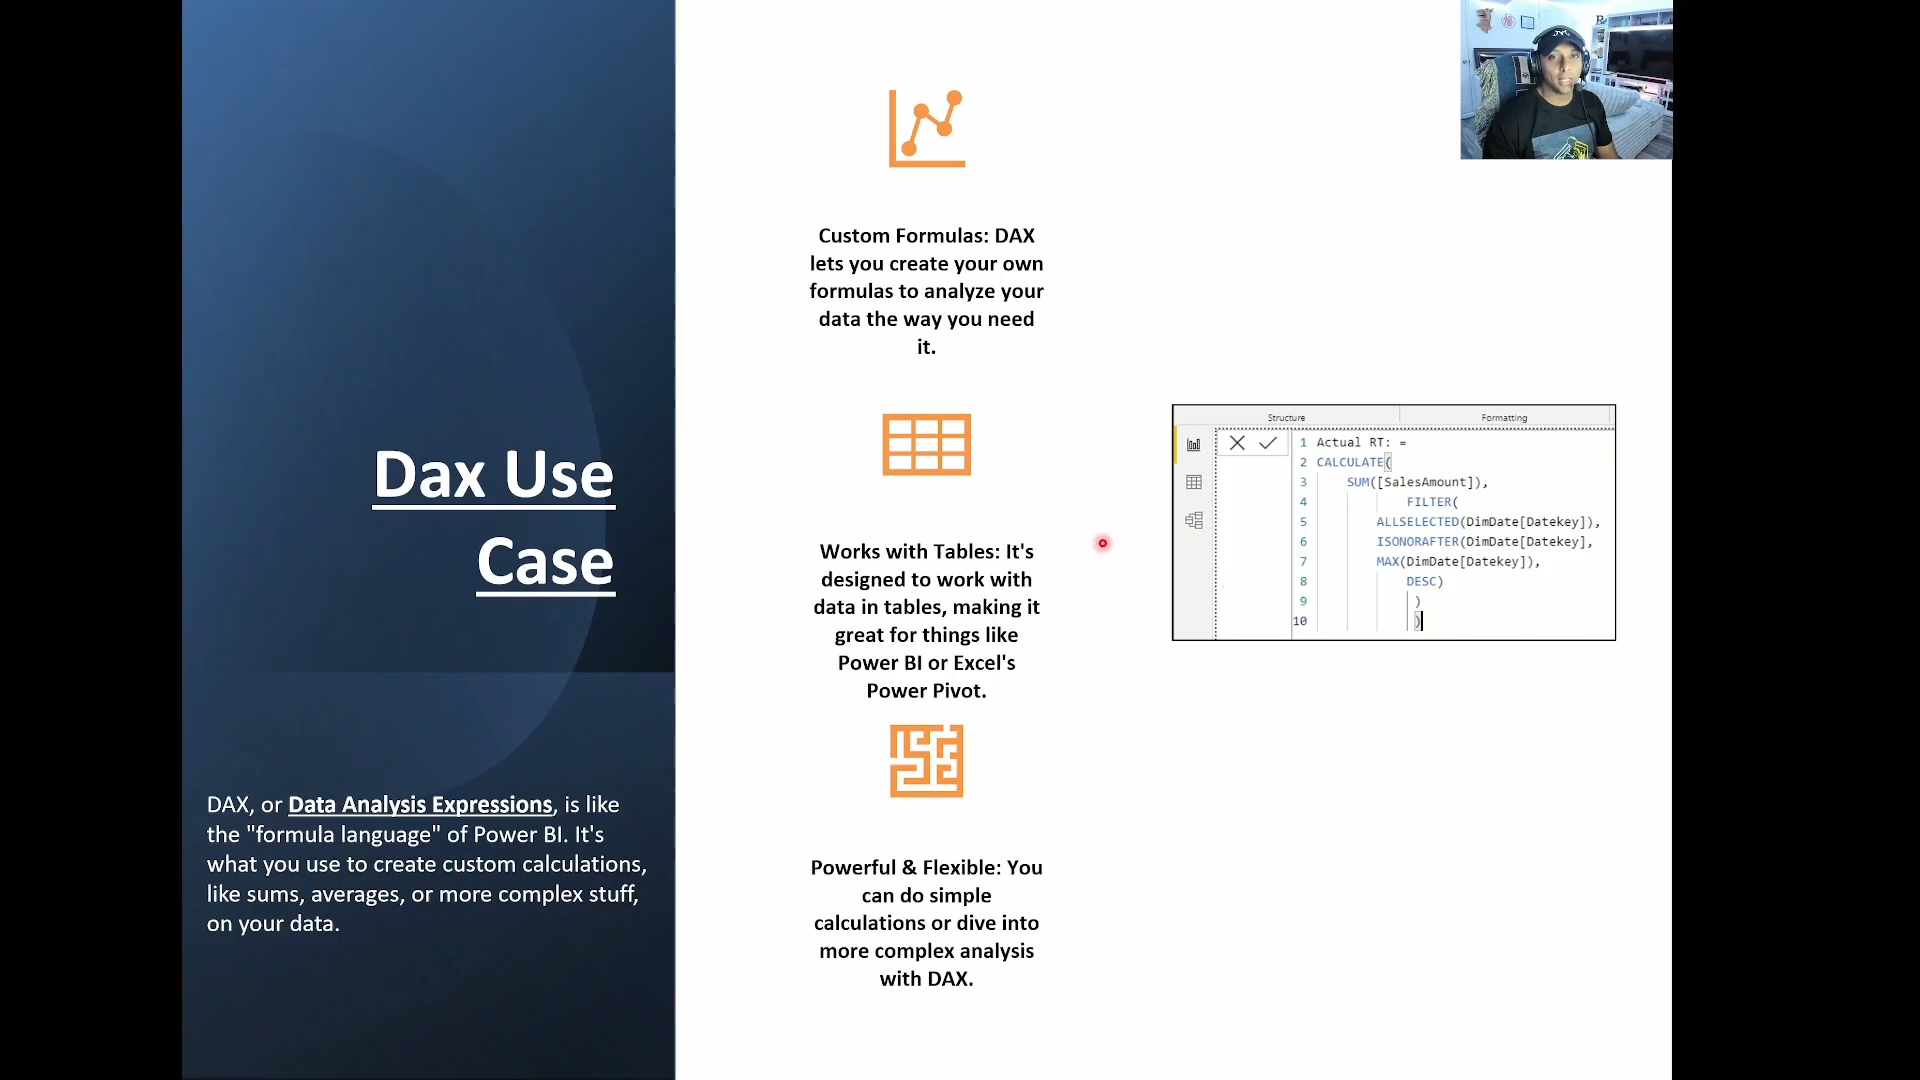 Dax Use
Case
DAX, or Data Analysis Expressions, is like
the "formula language" of Power BI. It's
what you use to create custom calculations,
like sums, averages, or more complex stuff,
on your data.
Custom Formulas: DAX
lets you create your own
formulas to analyze your
data the way you need
it.
Works with Tables: It's
designed to work with
data in tables, making it
great for things like
Power BI or Excel's
Power Pivot.
Powerful & Flexible: You
can do simple
calculations or dive into
more complex analysis
with DAX.
Structure
Formatting
1 Actual RT: =
2 CALCULATE(
3 SUM([SalesAmount]),
4 FILTER(
5 ALLSELECTED(DimDate[Datekey]),
6 ISONORAFTER(DimDate[Datekey],
7 MAX(DimDate[Datekey]),
8 DESC)
9 )
10 )